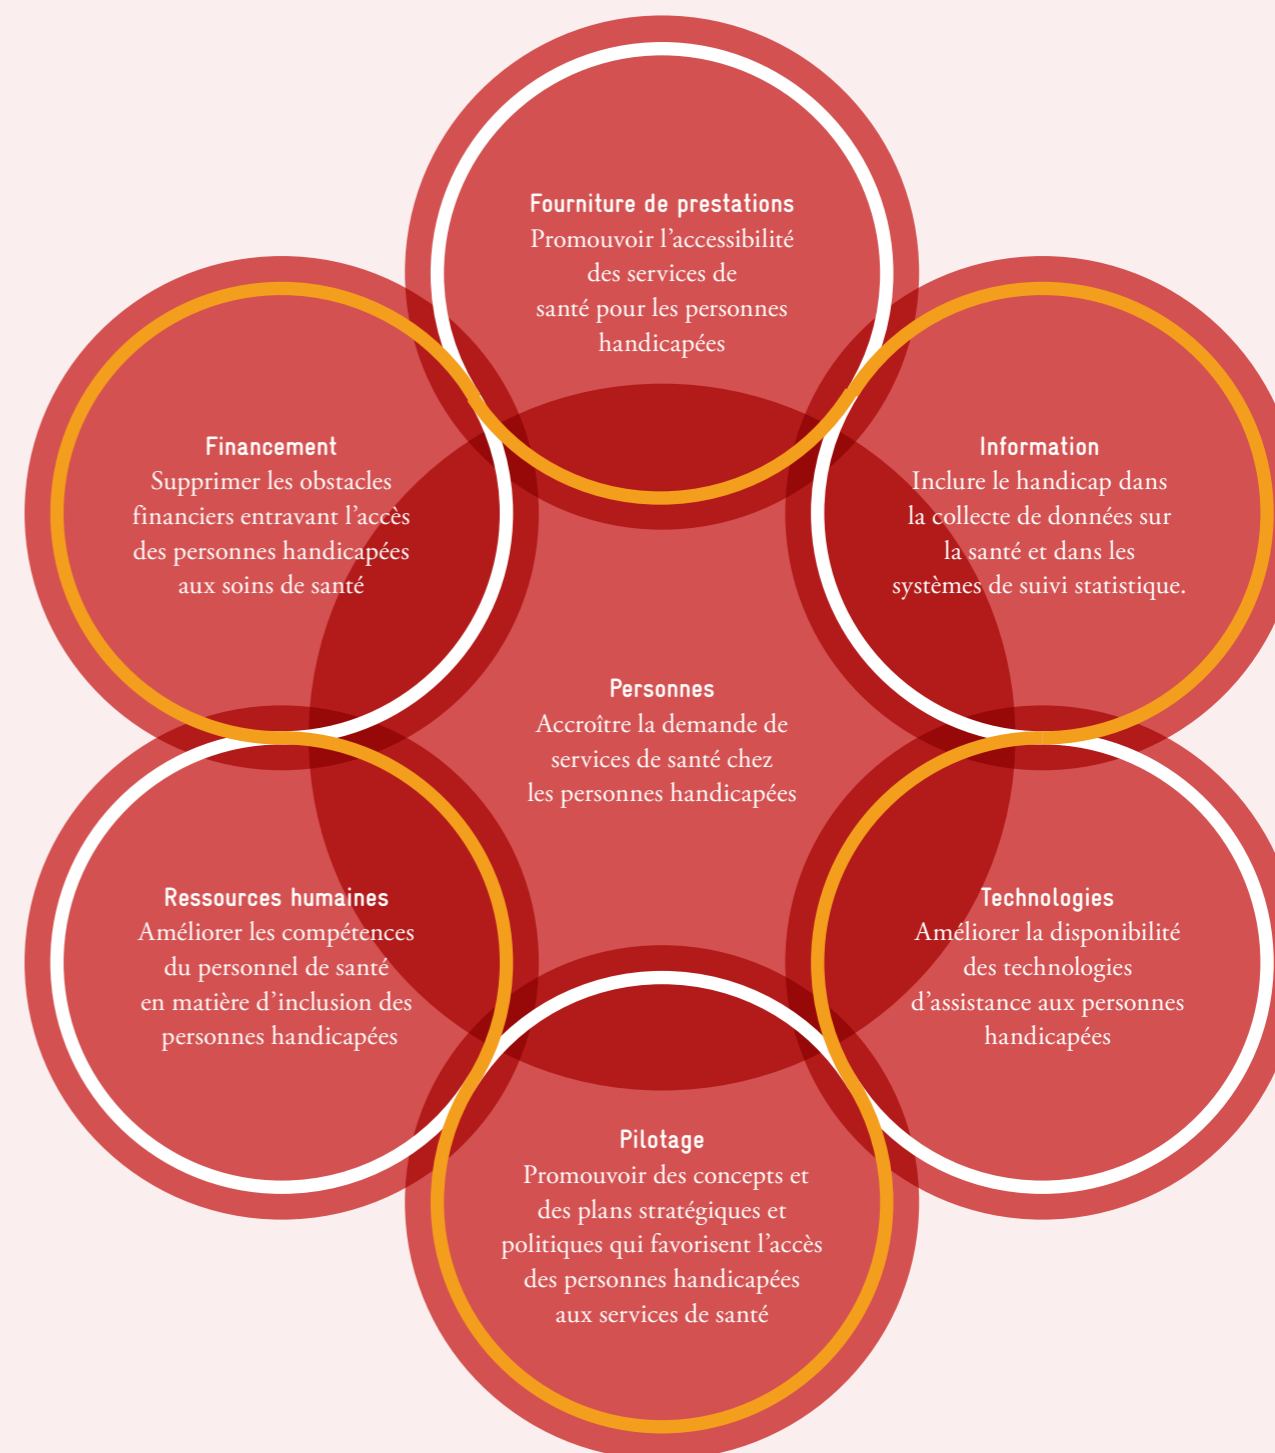 Fourniture de prestations
Promouvoir l’accessibilité
des services de
santé pour les personnes
handicapées
Financement
Supprimer les obstacles
financiers entravant l’accès
des personnes handicapées
aux soins de santé
Information
Inclure le handicap dans
la collecte de données sur
la santé et dans les
systèmes de suivi statistique.
Personnes
Accroître la demande de
services de santé chez
les personnes handicapées
Ressources humaines
Améliorer les compétences
du personnel de santé
en matière d’inclusion des
personnes handicapées
Technologies
Améliorer la disponibilité
des technologies
d’assistance aux personnes
handicapées
Pilotage
Promouvoir des concepts et
des plans stratégiques et
politiques qui favorisent l’accès
des personnes handicapées
aux services de santé